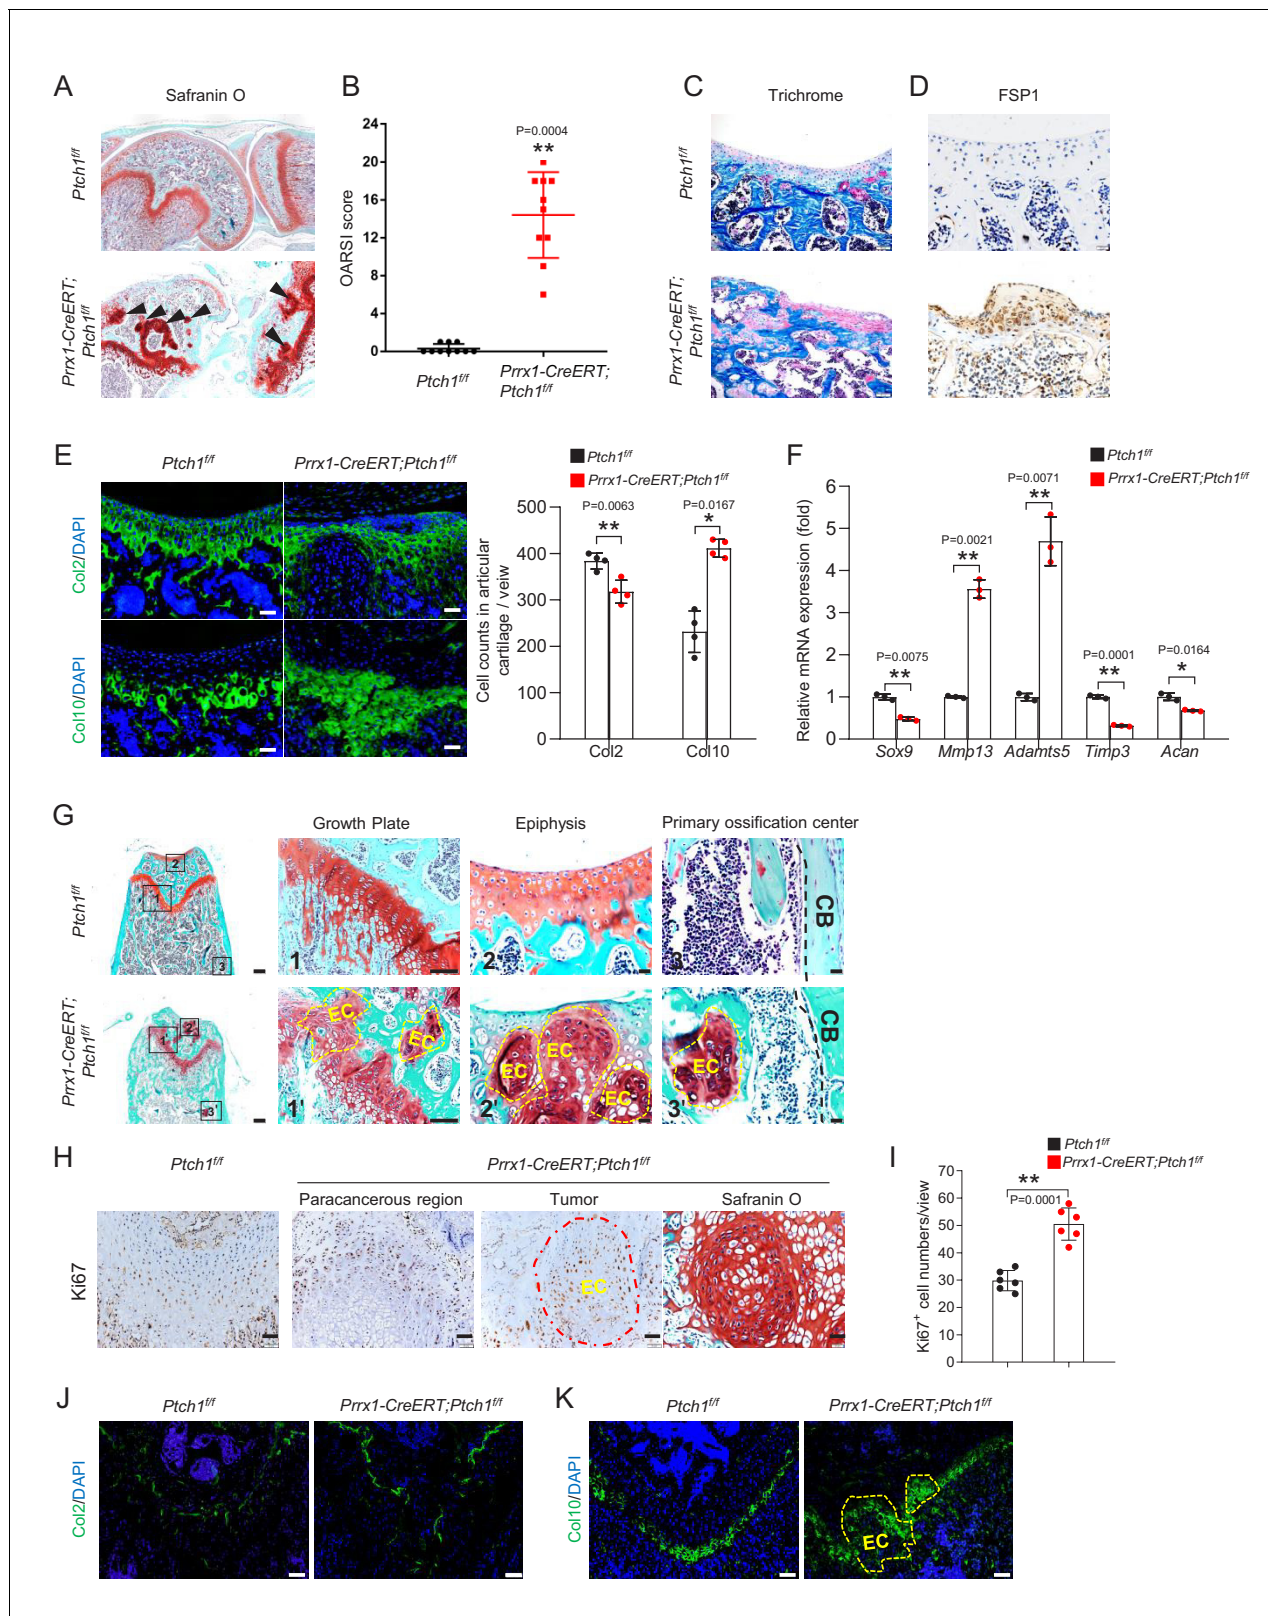 A
Safranin O
Ptch1f/f
Prrx1-CreERT;
Ptch1f/f
B
OARSI score
24
20
16
12
8
4
0
P=0.0004
**
Ptch1f/f
Prrx1-CreERT;
Ptch1f/f
C
Trichrome
Ptch1f/f
Prrx1-CreERT;
Ptch1f/f
D
FSP1
E
Ptch1f/f
Prrx1-CreERT;Ptch1f/f
Col2/DAPI
Col10/DAPI
Ptch1f/f
Prrx1-CreERT;Ptch1f/f
Cell counts in articular
cartilage / veiw
500
400
300
200
100
0
P=0.0063
**
P=0.0167
*
Col2
Col10
F
Ptch1f/f
Prrx1-CreERT;Ptch1f/f
Relative mRNA expression (fold)
6
5
4
3
2
1
0
P=0.0075
**
P=0.0021
**
P=0.0071
**
P=0.0001
**
P=0.0164
*
Sox9
Mmp13
Adamts5
Timp3
Acan
G
Growth Plate
Epiphysis
Primary ossification center
Ptch1f/f
2
1
3
1
2
3
CB
Prrx1-CreERT;
Ptch1f/f
1'
2'
3'
EC
EC
1'
EC
EC
EC
2'
EC
3'
CB
H
Ptch1f/f
Prrx1-CreERT;Ptch1f/f
Paracancerous region
Tumor
Safranin O
Ki67
EC
I
Ptch1f/f
Prrx1-CreERT;Ptch1f/f
Ki67+ cell numbers/view
70
60
50
40
30
20
10
0
**
P=0.0001
J
Ptch1f/f
Prrx1-CreERT;Ptch1f/f
Col2/DAPI
K
Ptch1f/f
Prrx1-CreERT;Ptch1f/f
Col10/DAPI
EC